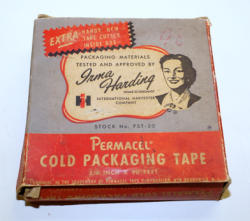 EXTRA HANDY NEW
TAPE CUTTER
INSIDE BOX
PACKAGING MATERIALS
TESTED AND APPROVED BY
Irma Harding
INTERNATIONAL HARVESTER
COMPANY
STOCK No. PST-20
PERMACEL
COLD PACKAGING TAPE